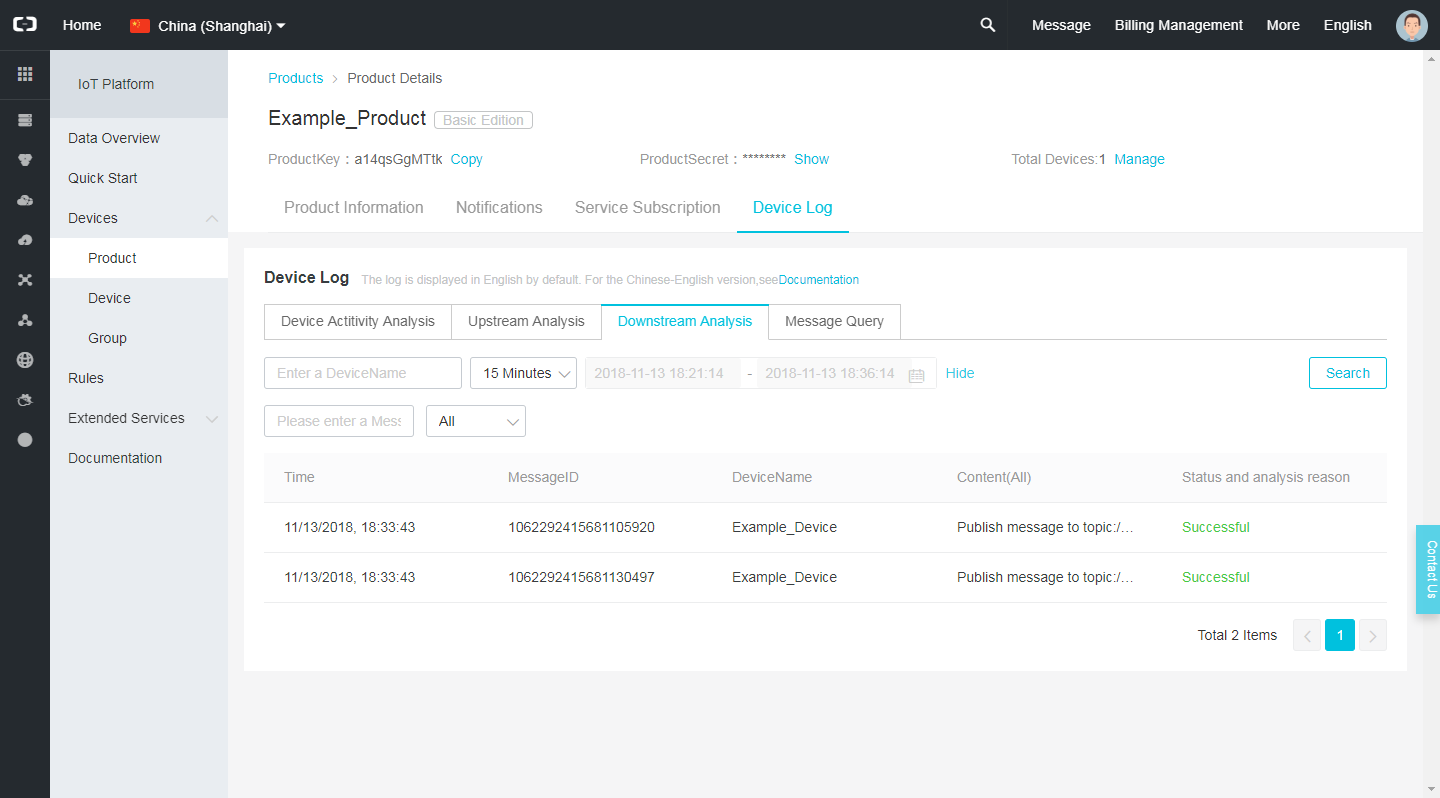 Home China (Shanghai) Message Billing Management More English
IoT Platform
Data Overview
Quick Start
Devices
Product
Device
Group
Rules
Extended Services
Documentation
Products > Product Details
Example_Product Basic Edition
ProductKey : a14qsGgMTtk Copy ProductSecret : ******** Show Total Devices:1 Manage
Product Information Notifications Service Subscription Device Log
Device Log The log is displayed in English by default. For the Chinese-English version,seeDocumentation
Device Actitivity Analysis Upstream Analysis Downstream Analysis Message Query
Enter a DeviceName 15 Minutes 2018-11-13 18:21:14 - 2018-11-13 18:36:14 Hide Search
Please enter a Mess All
Time MessageID DeviceName Content(All) Status and analysis reason
11/13/2018, 18:33:43 1062292415681105920 Example_Device Publish message to topic:/... Successful
11/13/2018, 18:33:43 1062292415681130497 Example_Device Publish message to topic:/... Successful
Total 2 Items < 1 >
Contact Us